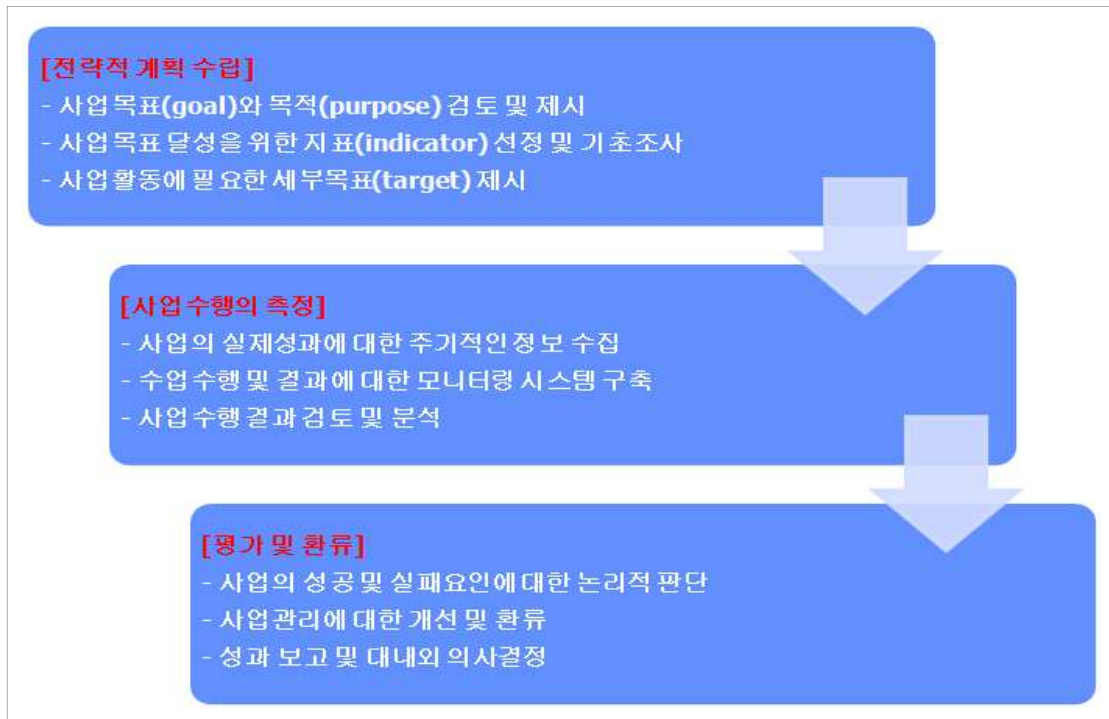 [전략적 계획 수립]
- 사업 목표(goal)와 목적(purpose) 검토 및 제시
- 사업목표 달성을 위한 지표(indicator) 선정 및 기초조사
- 사업 활동에 필요한 세부목표(target) 제시
[사업 수행의 측정]
- 사업의 실제성과에 대한 주기적인 정보 수집
- 수업수행 및 결과에 대한 모니터링 시스템 구축
- 사업수행 결과 검토 및 분석
[평가 및 환류]
- 사업의 성공 및 실패요인에 대한 논리적 판단
- 사업관리에 대한 개선 및 환류
- 성과 보고 및 대내외 의사결정